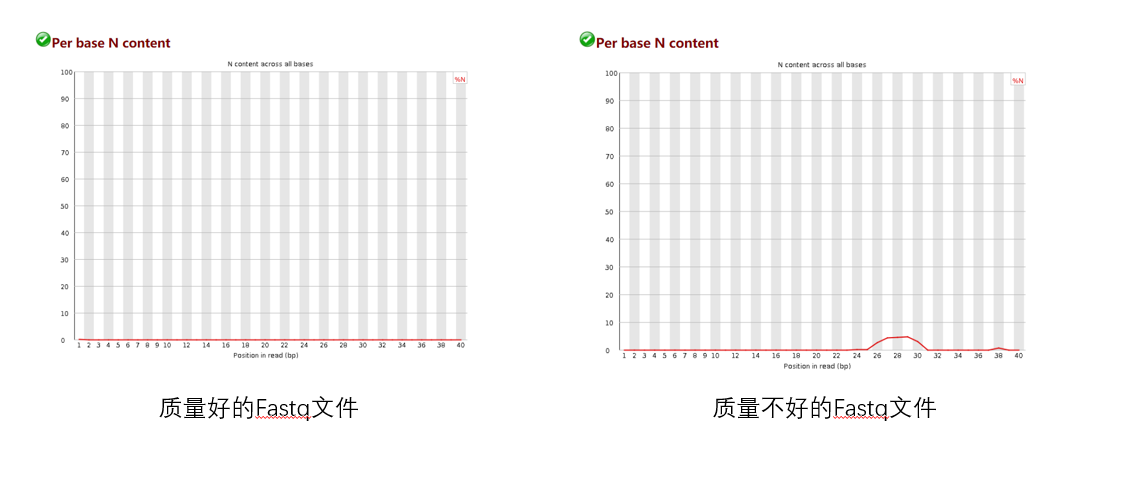 Per base N content
N content across all bases
%N
100
90
80
70
60
50
40
30
20
10
0
1 2 3 4 5 6 7 8 9 10 12 14 16 18 20 22 24 26 28 30 32 34 36 38 40
Position in read (bp)
质量好的Fastq文件
Per base N content
N content across all bases
%N
100
90
80
70
60
50
40
30
20
10
0
1 2 3 4 5 6 7 8 9 10 12 14 16 18 20 22 24 26 28 30 32 34 36 38 40
Position in read (bp)
质量不好的Fastq文件